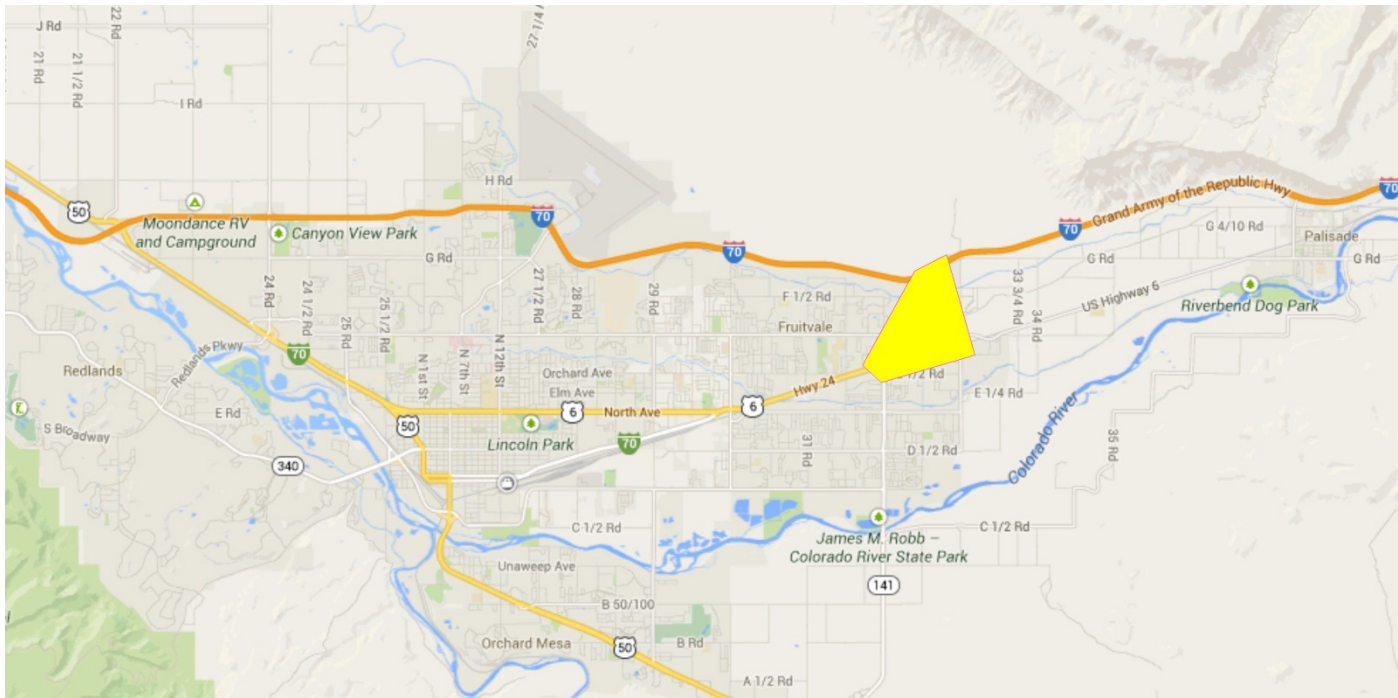 J Rd
22 Rd
27 1/4
21 Rd
21 1/2 Rd
I Rd
H Rd
50
Moondance RV
and Campground
Canyon View Park
70
70
70
70
Grand Army of the Republic Hwy
G 4/10 Rd
Palisade
G Rd
G Rd
G Rd
24 Rd
24 1/2 Rd
25 Rd
25 1/2 Rd
27 1/2 Rd
28 Rd
29 Rd
F 1/2 Rd
Fruitvale
33 3/4 Rd
34 Rd
US Highway 6
Riverbend Dog Park
Redlands
Redlands Pkwy
70
N 1st St
N 7th St
N 12th St
Orchard Ave
Elm Ave
Hwy 24
1/2 Rd
E 1/4 Rd
E Rd
S Broadway
50
6
North Ave
6
Lincoln Park
70
31 Rd
D 1/2 Rd
Colorado River
35 Rd
340
C 1/2 Rd
C 1/2 Rd
James M. Robb –
Colorado River State Park
Unaweep Ave
141
B 50/100
Orchard Mesa
50
B Rd
A 1/2 Rd